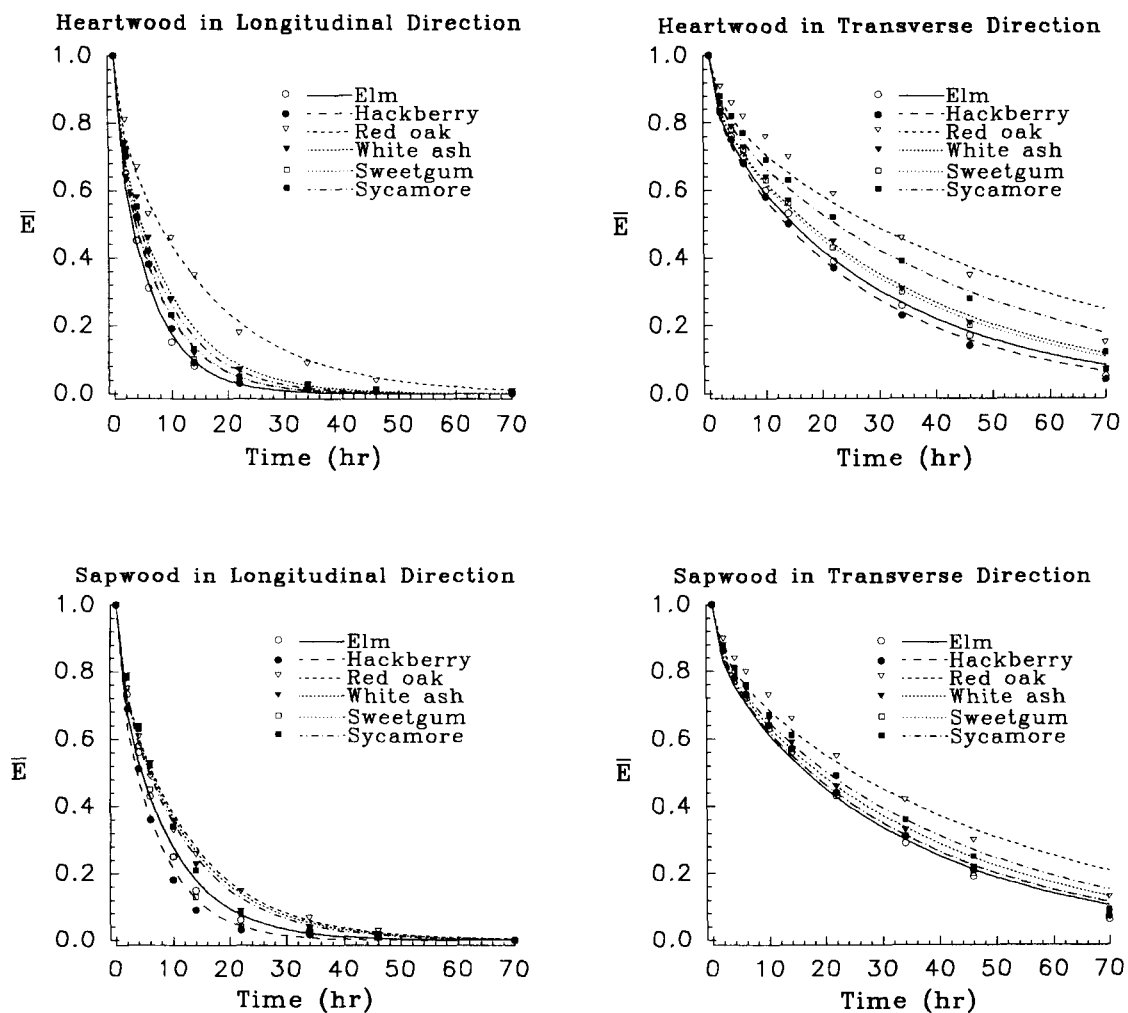 Heartwood in Longitudinal Direction
1.0
0.8
0.6
0.4
0.2
0.0
E̅
Elm
Hackberry
Red oak
White ash
Sweetgum
Sycamore
0 10 20 30 40 50 60 70
Time (hr)
Heartwood in Transverse Direction
1.0
0.8
0.6
0.4
0.2
0.0
E̅
Elm
Hackberry
Red oak
White ash
Sweetgum
Sycamore
0 10 20 30 40 50 60 70
Time (hr)
Sapwood in Longitudinal Direction
1.0
0.8
0.6
0.4
0.2
0.0
E̅
Elm
Hackberry
Red oak
White ash
Sweetgum
Sycamore
0 10 20 30 40 50 60 70
Time (hr)
Sapwood in Transverse Direction
1.0
0.8
0.6
0.4
0.2
0.0
E̅
Elm
Hackberry
Red oak
White ash
Sweetgum
Sycamore
0 10 20 30 40 50 60 70
Time (hr)